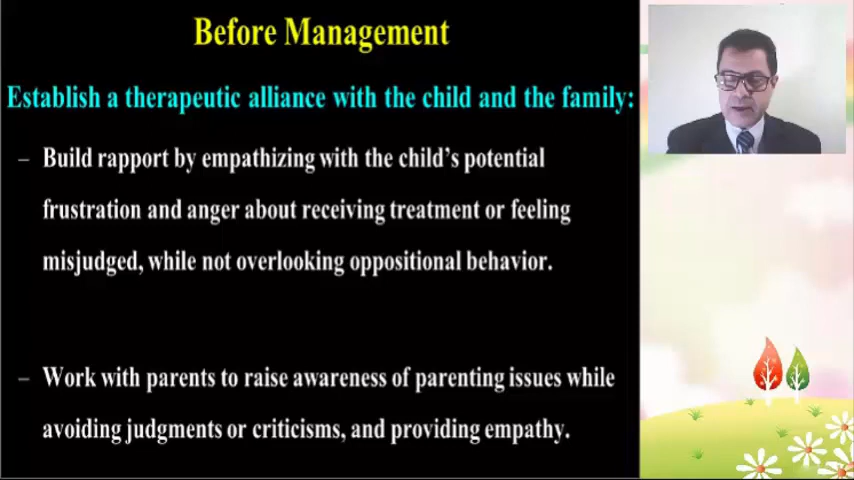 Before Management
Establish a therapeutic alliance with the child and the family:
– Build rapport by empathizing with the child's potential
frustration and anger about receiving treatment or feeling
misjudged, while not overlooking oppositional behavior.
– Work with parents to raise awareness of parenting issues while
avoiding judgments or criticisms, and providing empathy.